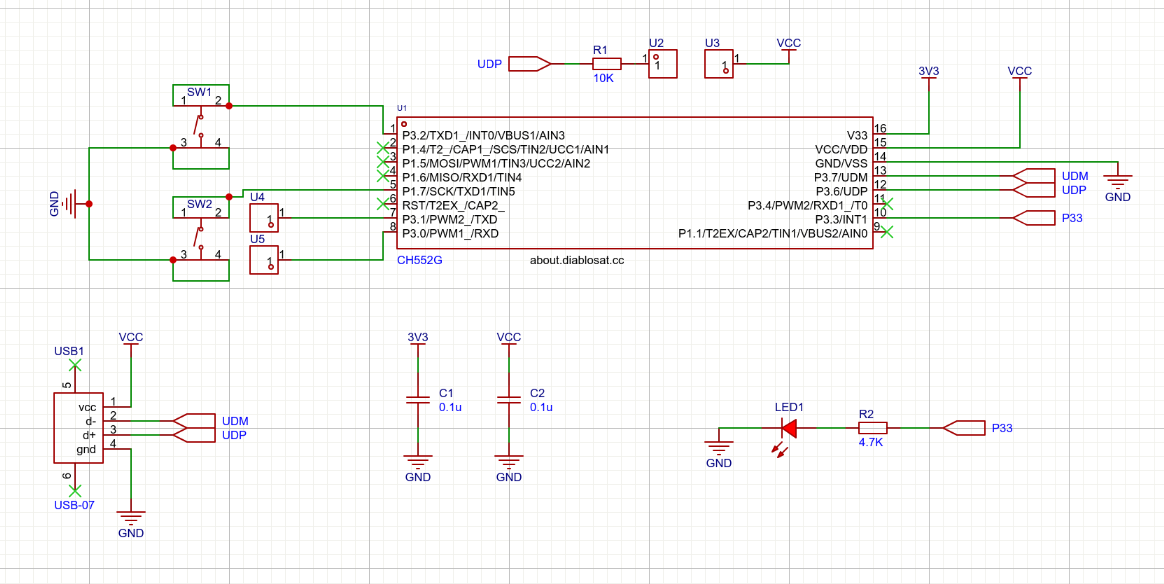 UDP
R1
10K
U2
1
1
U3
1
1
VCC
3V3
VCC
SW1
1
2
3
4
GND
SW2
1
2
3
4
U4
1
1
U5
1
1
U1
1 P3.2/TXD1_/INT0/VBUS1/AIN3
2 P1.4/T2_/CAP1_/SCS/TIN2/UCC1/AIN1
3 P1.5/MOSI/PWM1/TIN3/UCC2/AIN2
4 P1.6/MISO/RXD1/TIN4
5 P1.7/SCK/TXD1/TIN5
6 RST/T2EX_/CAP2_
7 P3.1/PWM2_/TXD
8 P3.0/PWM1_/RXD
V33 16
VCC/VDD 15
GND/VSS 14
P3.7/UDM 13
P3.6/UDP 12
P3.4/PWM2/RXD1_/T0 11
P3.3/INT1 10
P1.1/T2EX/CAP2/TIN1/VBUS2/AIN0 9
UDM
UDP
P33
GND
CH552G
about.diablosat.cc
USB1
5
VCC
vcc 1
d- 2
d+ 3
gnd 4
UDM
UDP
6
USB-07
GND
3V3
C1
0.1u
GND
VCC
C2
0.1u
GND
LED1
GND
R2
4.7K
P33